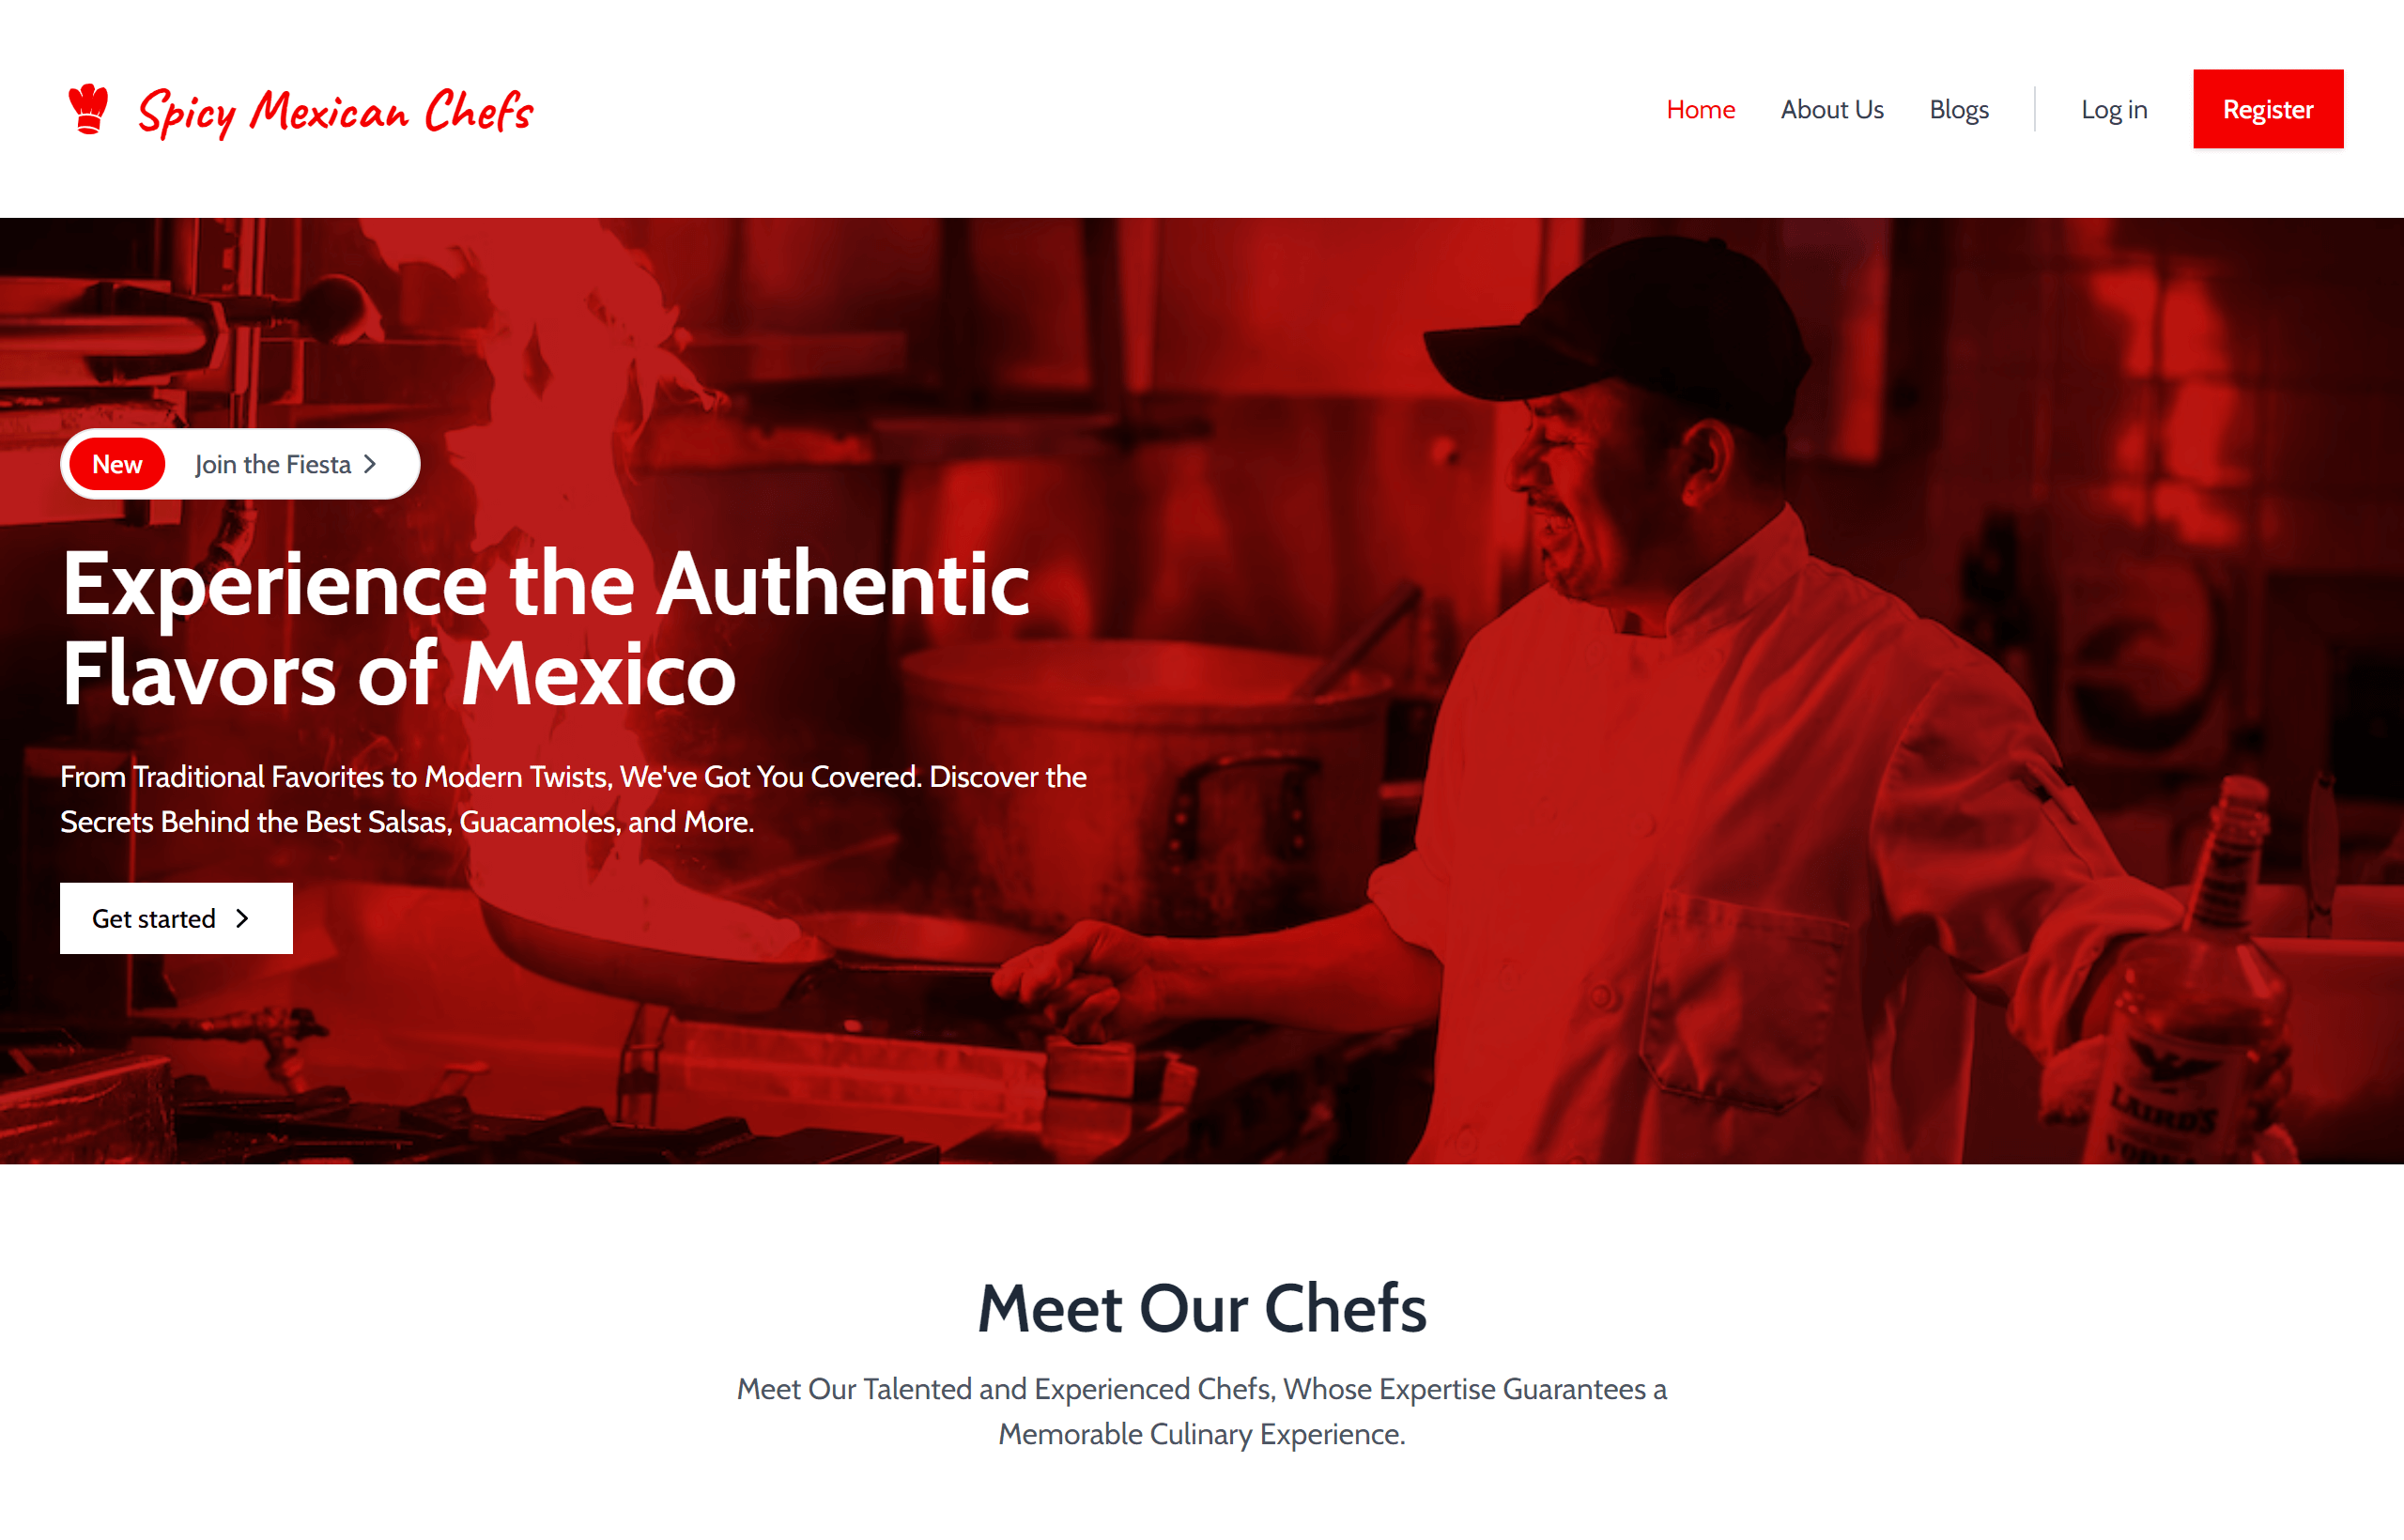 Spicy Mexican Chefs
Home About Us Blogs Log in Register
New Join the Fiesta
Experience the Authentic
Flavors of Mexico
From Traditional Favorites to Modern Twists, We've Got You Covered. Discover the
Secrets Behind the Best Salsas, Guacamoles, and More.
Get started
LAIRD'S
Meet Our Chefs
Meet Our Talented and Experienced Chefs, Whose Expertise Guarantees a
Memorable Culinary Experience.